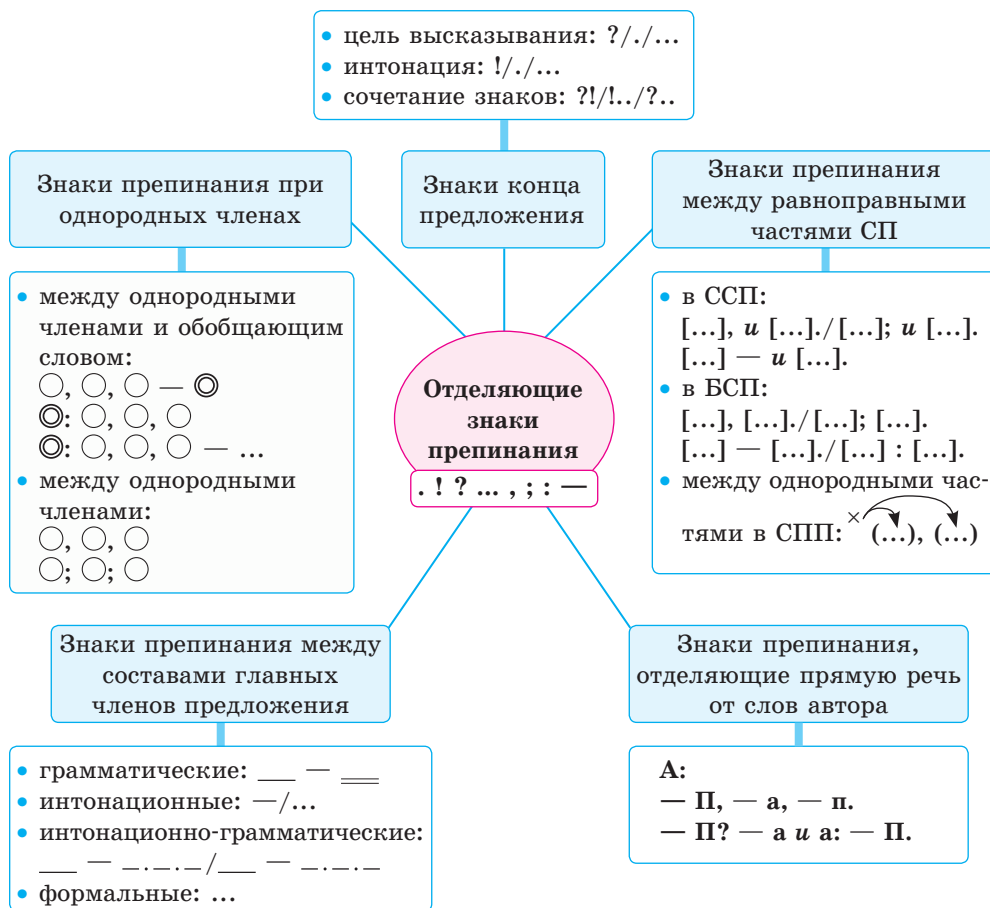 • цель высказывания: ?/./...
• интонация: !/./...
• сочетание знаков: ?!/!../?..
Знаки препинания при
однородных членах
Знаки конца
предложения
Знаки препинания
между равноправными
частями СП
• между однородными
членами и обобщающим
словом:
◯, ◯, ◯ — ◎
◎: ◯, ◯, ◯
◎: ◯, ◯, ◯ — ...
• между однородными
членами:
◯, ◯, ◯
◯; ◯; ◯
Отделяющие
знаки
препинания
. ! ? ... , ; : —
• в ССП:
[...], и [...]./[...]; и [...].
[...] — и [...].
• в БСП:
[...], [...]./[...]; [...].
[...] — [...]./[...] : [...].
• между однородными час-
тями в СПП: × (...), (...)
Знаки препинания между
составами главных
членов предложения
• грамматические: __ — ══
• интонационные: —/...
• интонационно-грамматические:
__ — _._._/__ — _._._
• формальные: ...
Знаки препинания,
отделяющие прямую речь
от слов автора
А:
— П, — а, — п.
— П? — а и а: — П.